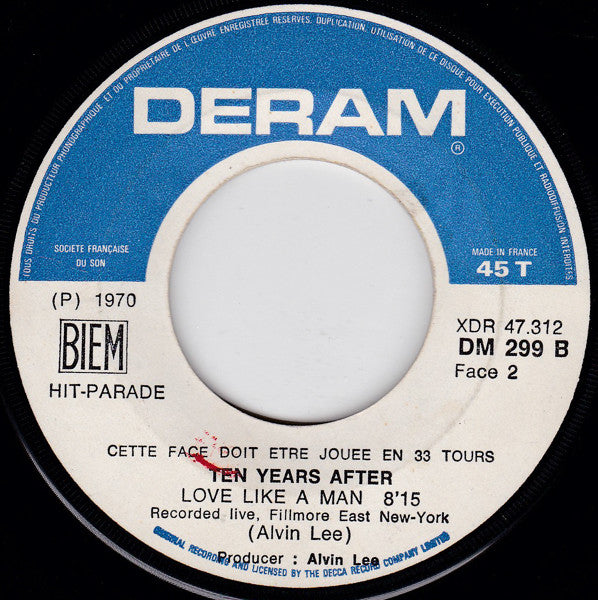 TOUS DROITS DU PRODUCTEUR PHONOGRAPHIQUE ET DU PROPRIETAIRE DE L'ŒUVRE ENREGISTREE RESERVES. DUPLICATION, UTILISATION DE CE DISQUE POUR EXECUTION PUBLIQUE ET RADIODIFFUSION INTERDITES
DERAM
®
SOCIETE FRANÇAISE
DU SON
MADE IN FRANCE
45 T
(P) 1970
BIEM
HIT-PARADE
XDR 47.312
DM 299 B
Face 2
CETTE FACE DOIT ETRE JOUEE EN 33 TOURS
TEN YEARS AFTER
LOVE LIKE A MAN 8'15
Recorded live, Fillmore East New-York
(Alvin Lee)
Producer : Alvin Lee
ORIGINAL RECORDING AND LICENSED BY THE DECCA RECORD COMPANY LIMITED